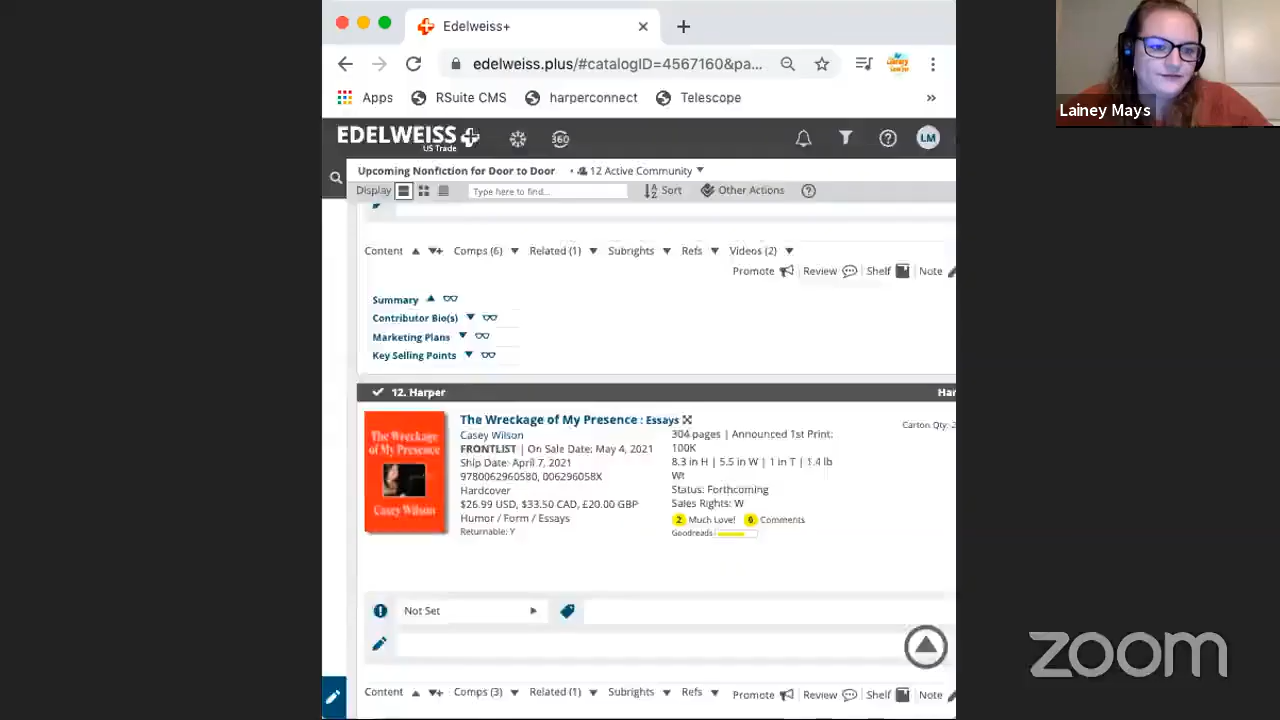 Edelweiss+
edelweiss.plus/#catalogID=4567160&pa...
Apps RSuite CMS harperconnect Telescope »
EDELWEISS
US Trade
360
LM
Upcoming Nonfiction for Door to Door • 12 Active Community
Display Type here to find... Sort Other Actions
Content Comps (6) Related (1) Subrights Refs Videos (2)
Promote Review Shelf Note
Summary
Contributor Bio(s)
Marketing Plans
Key Selling Points
12. Harper Har
The Wreckage of My Presence : Essays
Casey Wilson
FRONTLIST | On Sale Date: May 4, 2021
Ship Date: April 7, 2021
9780062960580, 006296058X
Hardcover
$26.99 USD, $33.50 CAD, £20.00 GBP
Humor / Form / Essays
Returnable: Y
304 pages | Announced 1st Print:
100K
8.3 in H | 5.5 in W | 1 in T | 1.4 lb
Wt
Status: Forthcoming
Sales Rights: W
2 Much Love! 6 Comments
Goodreads
Carton Qty: 2
The Wreckage
of My Presence
Casey Wilson
Not Set
Content Comps (3) Related (1) Subrights Refs
Promote Review Shelf Note
Lainey Mays
zoom